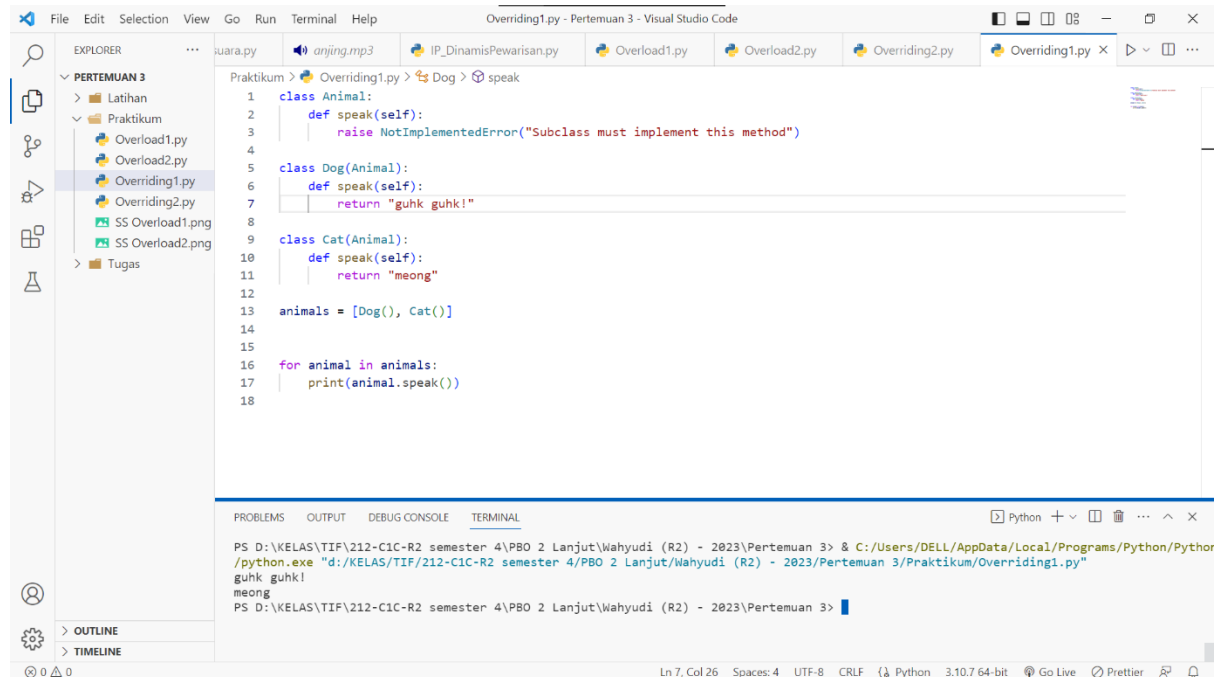 File Edit Selection View Go Run Terminal Help Overriding1.py - Pertemuan 3 - Visual Studio Code
EXPLORER ... suara.py anjing.mp3 IP_DinamisPewarisan.py Overload1.py Overload2.py Overriding2.py Overriding1.py ...
PERTEMUAN 3
Latihan
Praktikum
Overload1.py
Overload2.py
Overriding1.py
Overriding2.py
SS Overload1.png
SS Overload2.png
Tugas
Praktikum > Overriding1.py > Dog > speak
1 class Animal:
2     def speak(self):
3         raise NotImplementedError("Subclass must implement this method")
4
5 class Dog(Animal):
6     def speak(self):
7         return "guhk guhk!"
8
9 class Cat(Animal):
10     def speak(self):
11         return "meong"
12
13 animals = [Dog(), Cat()]
14
15
16 for animal in animals:
17     print(animal.speak())
18
PROBLEMS OUTPUT DEBUG CONSOLE TERMINAL Python
PS D:\KELAS\TIF\212-C1C-R2 semester 4\PBO 2 Lanjut\Wahyudi (R2) - 2023\Pertemuan 3> & C:/Users/DELL/AppData/Local/Programs/Python/Python
/python.exe "d:/KELAS/TIF/212-C1C-R2 semester 4/PBO 2 Lanjut/Wahyudi (R2) - 2023/Pertemuan 3/Praktikum/Overriding1.py"
guhk guhk!
meong
PS D:\KELAS\TIF\212-C1C-R2 semester 4\PBO 2 Lanjut\Wahyudi (R2) - 2023\Pertemuan 3>
OUTLINE
TIMELINE
0 0 Ln 7, Col 26 Spaces: 4 UTF-8 CRLF Python 3.10.7 64-bit Go Live Prettier